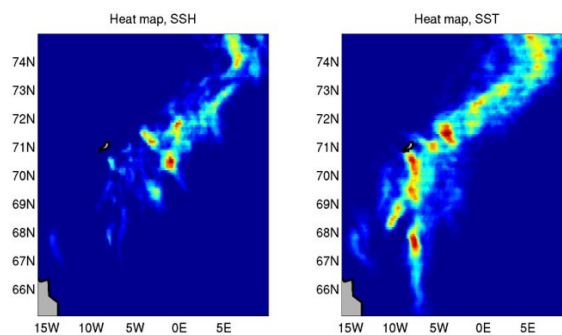 Heat map, SSH
74N
73N
72N
71N
70N
69N
68N
67N
66N
15W 10W 5W 0E 5E
Heat map, SST
74N
73N
72N
71N
70N
69N
68N
67N
66N
15W 10W 5W 0E 5E